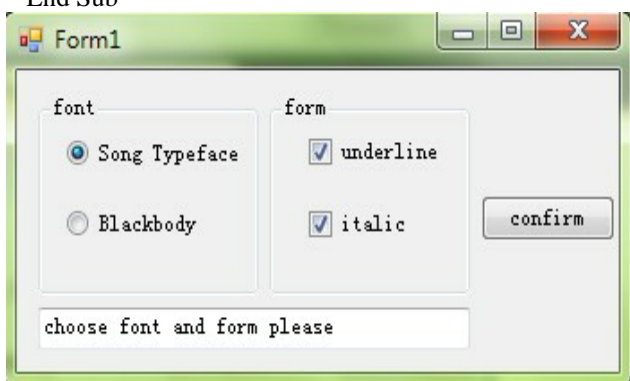 End Sub
Form1
font
form
Song Typeface
underline
Blackbody
italic
confirm
choose font and form please